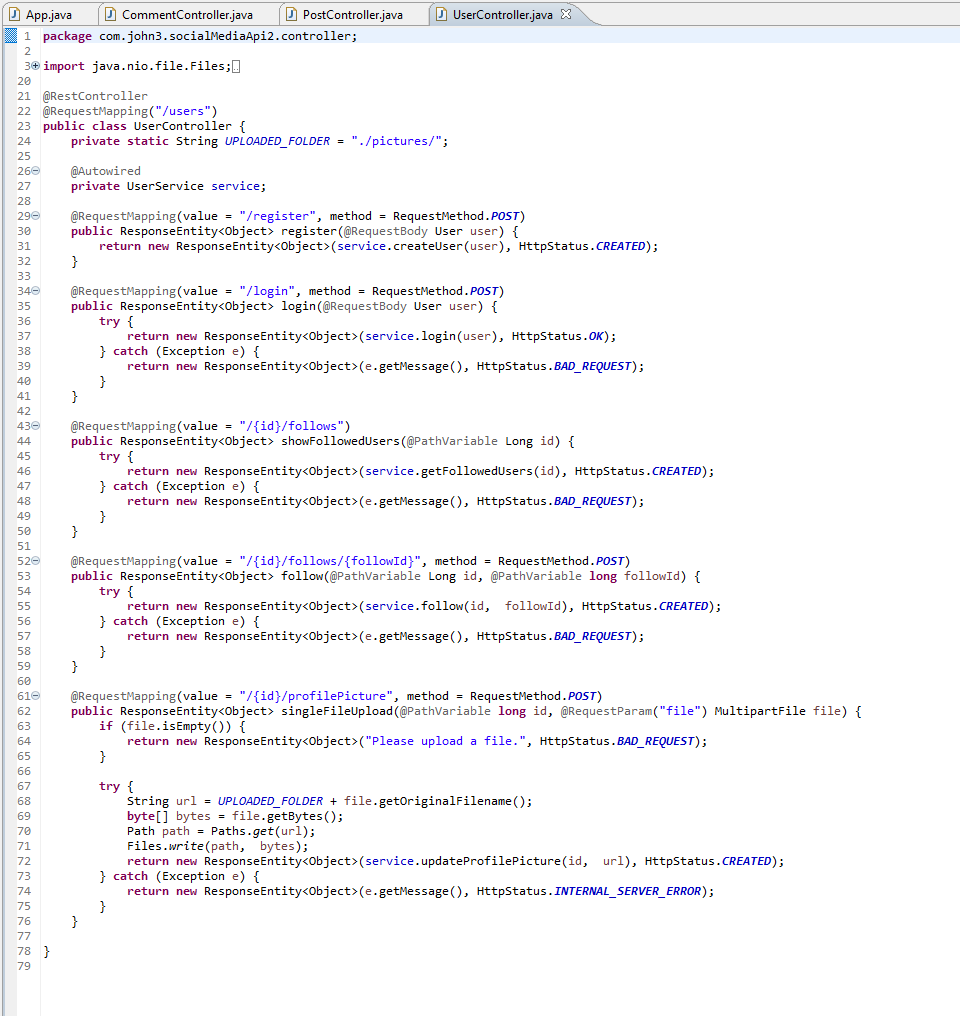 App.java CommentController.java PostController.java UserController.java
1 package com.john3.socialMediaApi2.controller;
2
3 import java.nio.file.Files;
20
21 @RestController
22 @RequestMapping("/users")
23 public class UserController {
24     private static String UPLOADED_FOLDER = "./pictures/";
25
26     @Autowired
27     private UserService service;
28
29     @RequestMapping(value = "/register", method = RequestMethod.POST)
30     public ResponseEntity<Object> register(@RequestBody User user) {
31         return new ResponseEntity<Object>(service.createUser(user), HttpStatus.CREATED);
32     }
33
34     @RequestMapping(value = "/login", method = RequestMethod.POST)
35     public ResponseEntity<Object> login(@RequestBody User user) {
36         try {
37             return new ResponseEntity<Object>(service.login(user), HttpStatus.OK);
38         } catch (Exception e) {
39             return new ResponseEntity<Object>(e.getMessage(), HttpStatus.BAD_REQUEST);
40         }
41     }
42
43     @RequestMapping(value = "/{id}/follows")
44     public ResponseEntity<Object> showFollowedUsers(@PathVariable Long id) {
45         try {
46             return new ResponseEntity<Object>(service.getFollowedUsers(id), HttpStatus.CREATED);
47         } catch (Exception e) {
48             return new ResponseEntity<Object>(e.getMessage(), HttpStatus.BAD_REQUEST);
49         }
50     }
51
52     @RequestMapping(value = "/{id}/follows/{followId}", method = RequestMethod.POST)
53     public ResponseEntity<Object> follow(@PathVariable Long id, @PathVariable long followId) {
54         try {
55             return new ResponseEntity<Object>(service.follow(id,  followId), HttpStatus.CREATED);
56         } catch (Exception e) {
57             return new ResponseEntity<Object>(e.getMessage(), HttpStatus.BAD_REQUEST);
58         }
59     }
60
61     @RequestMapping(value = "/{id}/profilePicture", method = RequestMethod.POST)
62     public ResponseEntity<Object> singleFileUpload(@PathVariable long id, @RequestParam("file") MultipartFile file) {
63         if (file.isEmpty()) {
64             return new ResponseEntity<Object>("Please upload a file.", HttpStatus.BAD_REQUEST);
65         }
66
67         try {
68             String url = UPLOADED_FOLDER + file.getOriginalFilename();
69             byte[] bytes = file.getBytes();
70             Path path = Paths.get(url);
71             Files.write(path,  bytes);
72             return new ResponseEntity<Object>(service.updateProfilePicture(id,  url), HttpStatus.CREATED);
73         } catch (Exception e) {
74             return new ResponseEntity<Object>(e.getMessage(), HttpStatus.INTERNAL_SERVER_ERROR);
75         }
76     }
77
78 }
79